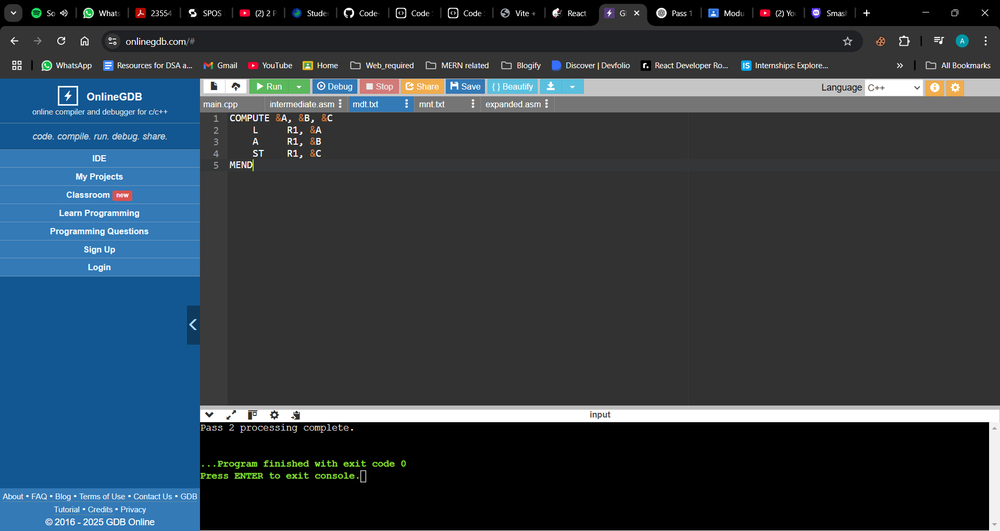 So
Whats
23554
SPOS
(2) 2 P
Studer
Code-
Code
Code
Vite +
React
G
Pass 1
Modu
(2) Yo
Smash
onlinegdb.com/#
A
WhatsApp
Resources for DSA a...
Gmail
YouTube
Home
Web_required
MERN related
Blogify
Discover | Devfolio
r.
React Developer Ro...
IS
Internships: Explore...
All Bookmarks
OnlineGDB
online compiler and debugger for c/c++
code. compile. run. debug. share.
IDE
My Projects
Classroom new
Learn Programming
Programming Questions
Sign Up
Login
About • FAQ • Blog • Terms of Use • Contact Us • GDB
Tutorial • Credits • Privacy
© 2016 - 2025 GDB Online
Run
Debug
Stop
Share
Save
{ } Beautify
Language C++
main.cpp
intermediate.asm
mdt.txt
mnt.txt
expanded.asm
1 COMPUTE &A, &B, &C
2 L R1, &A
3 A R1, &B
4 ST R1, &C
5 MEND
input
Pass 2 processing complete.
...Program finished with exit code 0
Press ENTER to exit console.